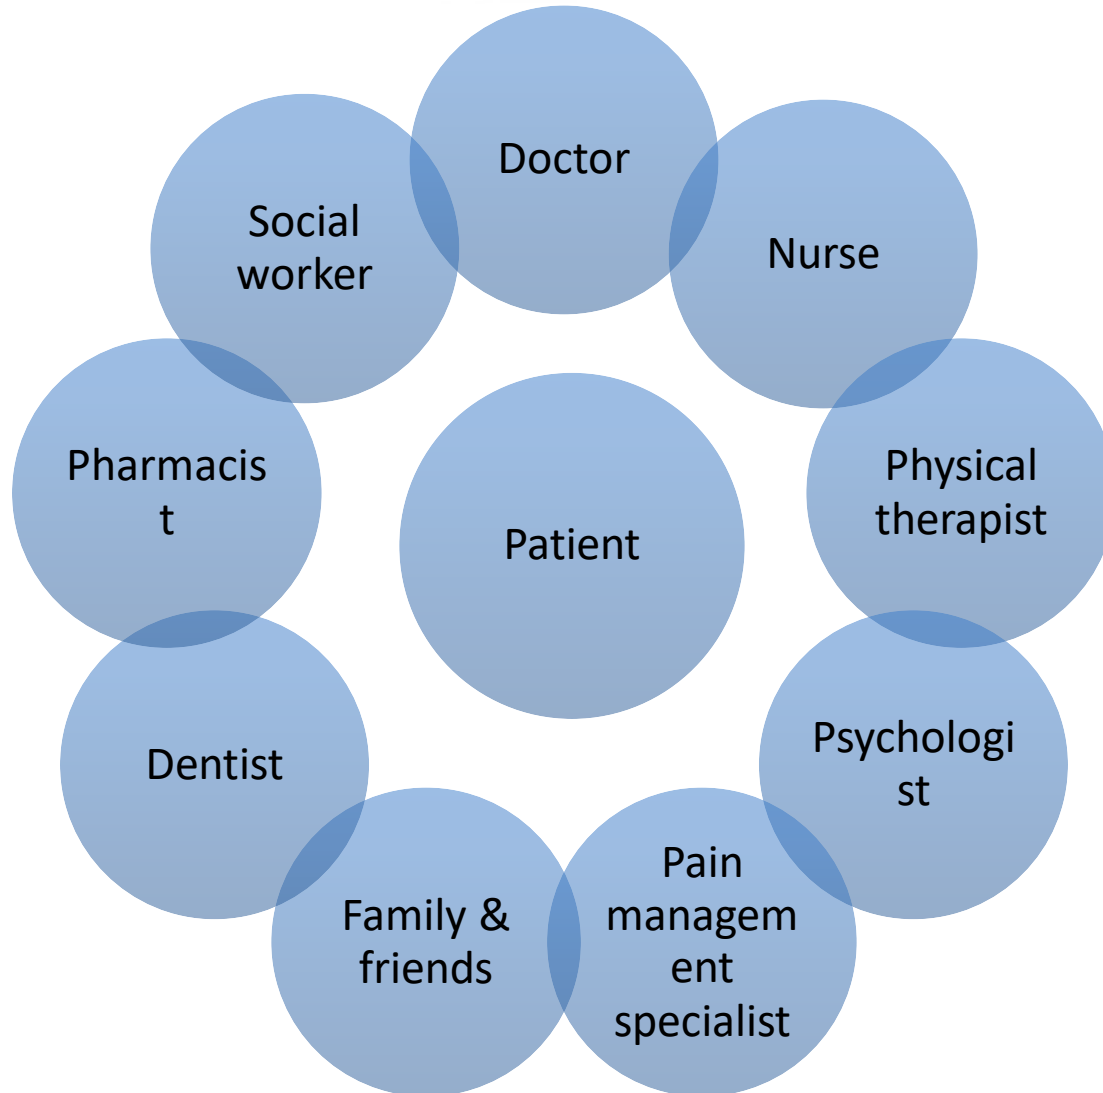 Doctor
Nurse
Social
worker
Physical
therapist
Pharmacis
t
Patient
Psychologi
st
Dentist
Pain
managem
ent
specialist
Family &
friends